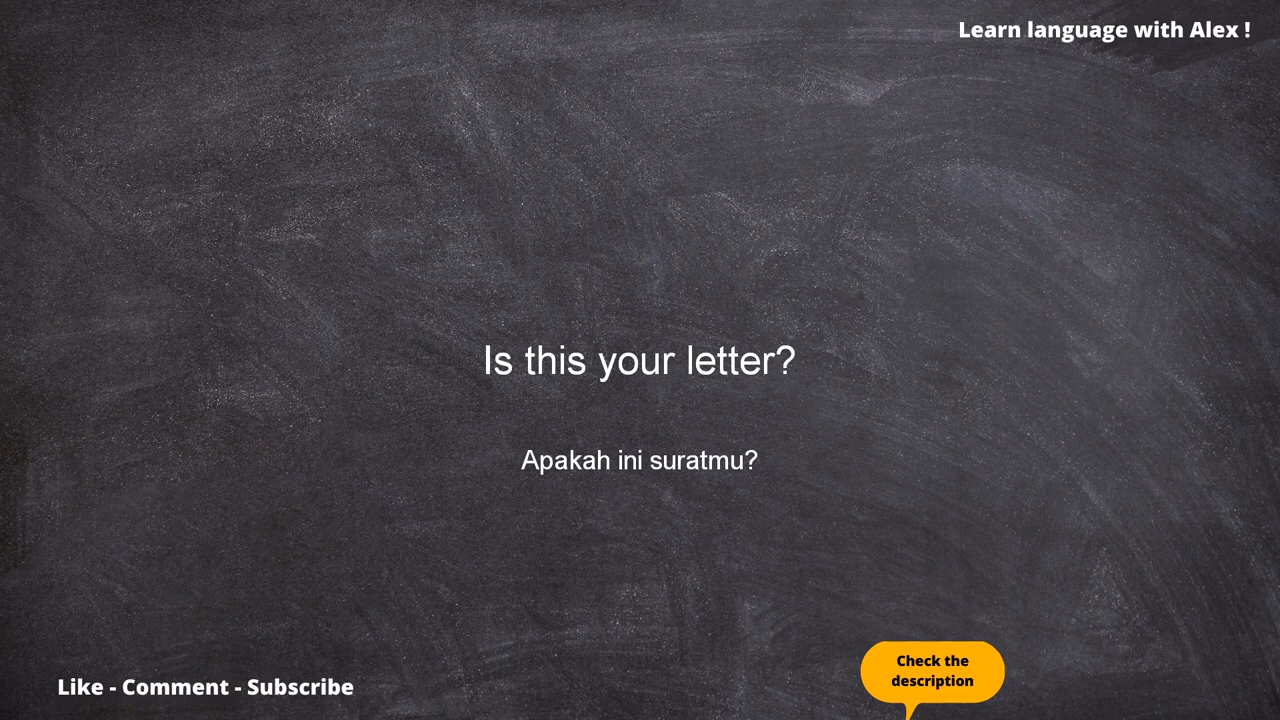 Learn language with Alex !
Is this your letter?
Apakah ini suratmu?
Check the
description
Like - Comment - Subscribe